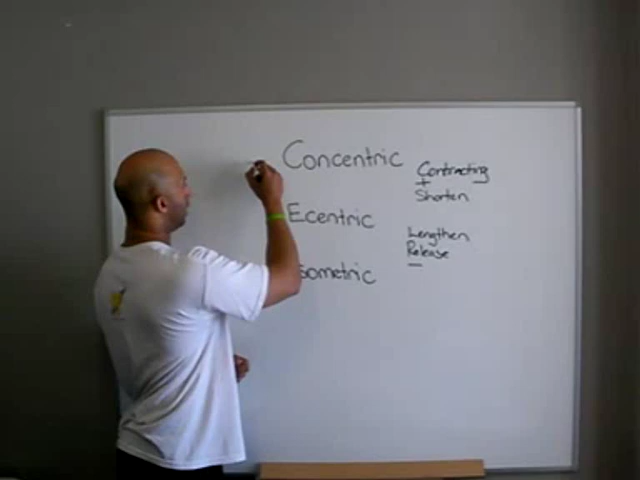 Concentric
Contracting
+
Shorten
Ecentric
Lengthen
Release
sometric